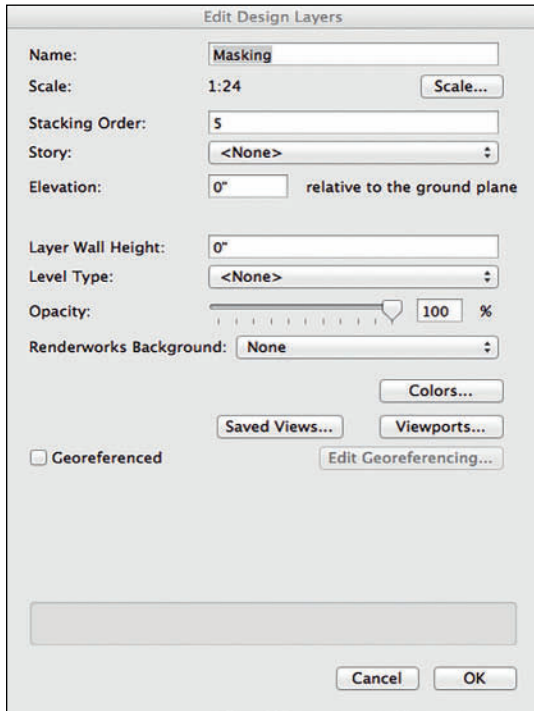 Edit Design Layers
Name: Masking
Scale: 1:24 Scale...
Stacking Order: 5
Story: <None>
Elevation: 0" relative to the ground plane
Layer Wall Height: 0"
Level Type: <None>
Opacity: 100 %
Renderworks Background: None
Colors...
Saved Views... Viewports...
Georeferenced Edit Georeferencing...
Cancel OK